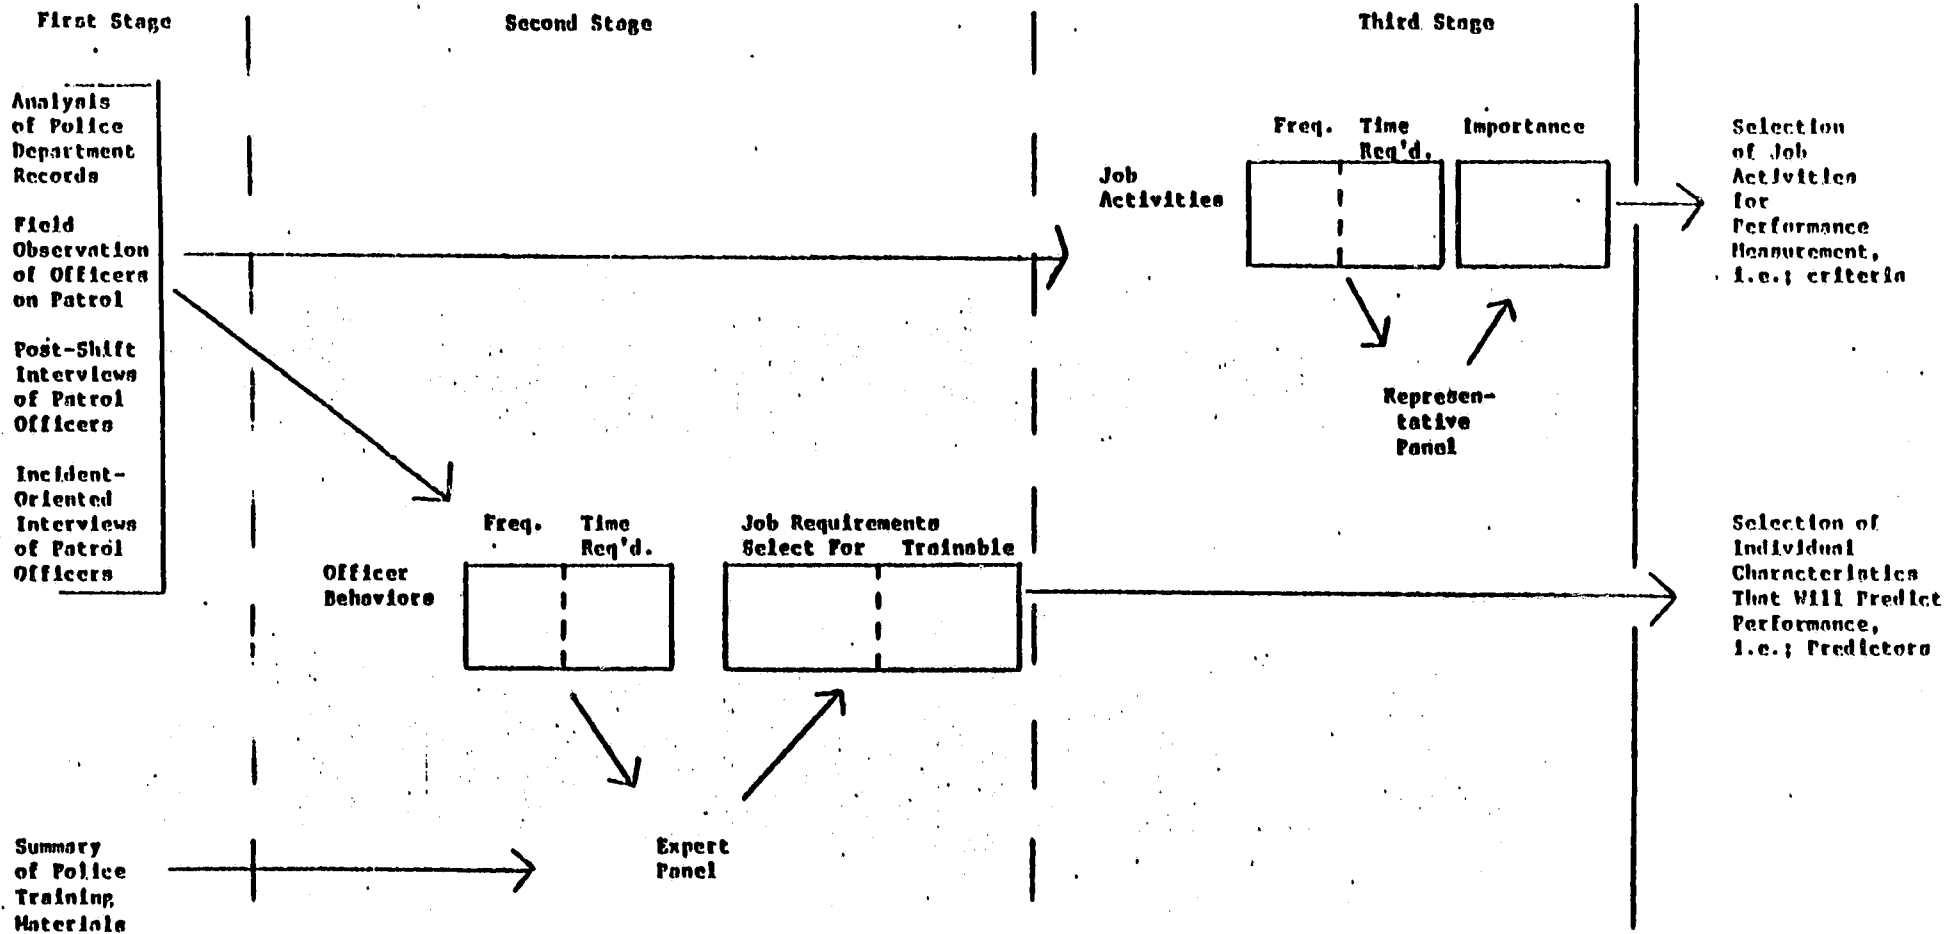 First Stage
Second Stage
Third Stage
Analysis
of Police
Department
Records
Field
Observation
of Officers
on Patrol
Post-Shift
Interviews
of Patrol
Officers
Incident-
Oriented
Interviews
of Patrol
Officers
Summary
of Police
Training
Materials
Freq.
Time
Req'd.
Job Requirements
Select For
Trainable
Officer
Behaviors
Expert
Panel
Freq.
Time
Req'd.
Importance
Job
Activities
Represen-
tative
Panel
Selection
of Job
Activities
for
Performance
Measurement,
i.e.; criteria
Selection of
Individual
Characteristics
That Will Predict
Performance,
i.e.; Predictors